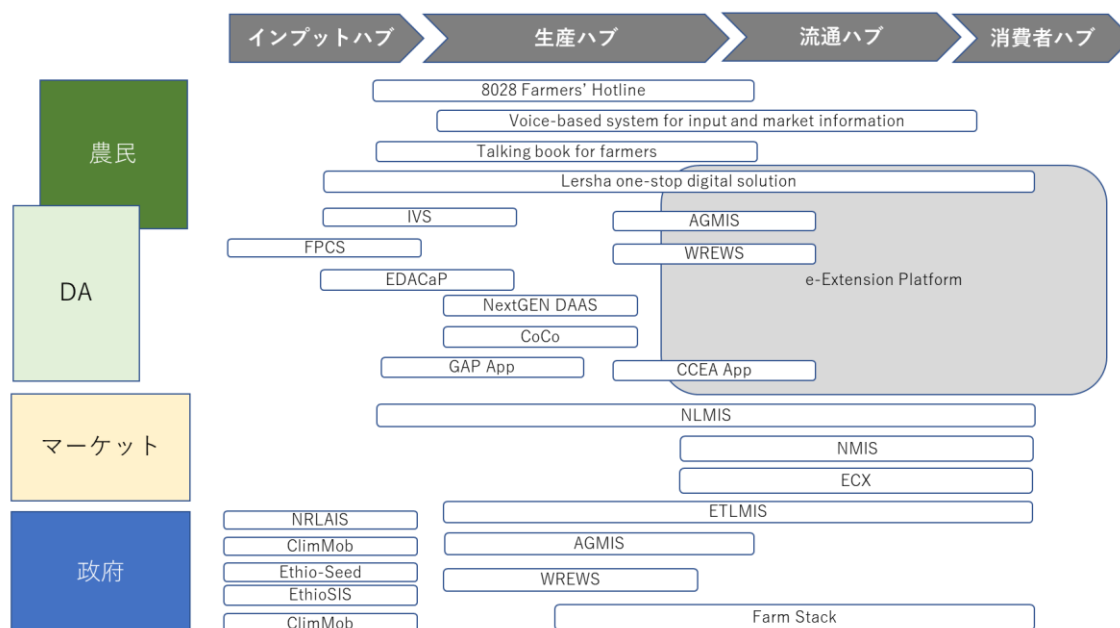 インプットハブ
生産ハブ
流通ハブ
消費者ハブ
農民
8028 Farmers' Hotline
Voice-based system for input and market information
Talking book for farmers
Lersha one-stop digital solution
DA
IVS
AGMIS
FPCS
WREWS
EDACaP
e-Extension Platform
NextGEN DAAS
CoCo
GAP App
CCEA App
マーケット
NLMIS
NMIS
ECX
政府
ETLMIS
NRLAIS
ClimMob
AGMIS
Ethio-Seed
WREWS
EthioSIS
Farm Stack
ClimMob